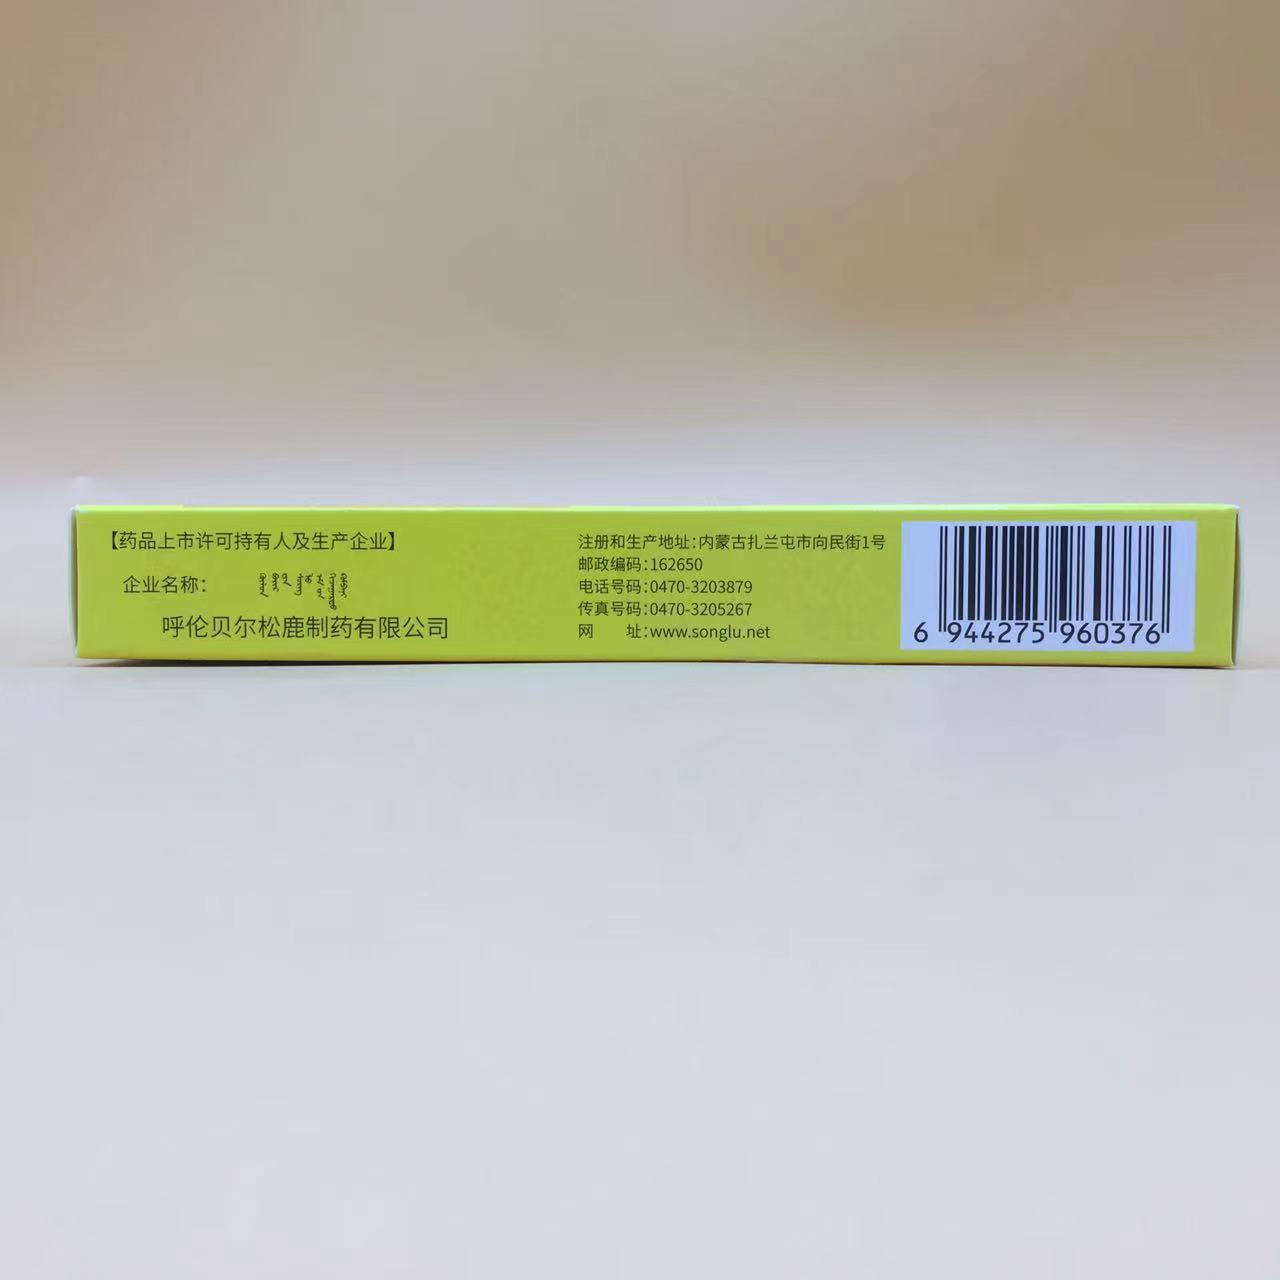 【药品上市许可持有人及生产企业】
企业名称：
呼伦贝尔松鹿制药有限公司
注册和生产地址：内蒙古扎兰屯市向民街1号
邮政编码：162650
电话号码：0470-3203879
传真号码：0470-3205267
网　　址：www.songlu.net
6 944275 960376